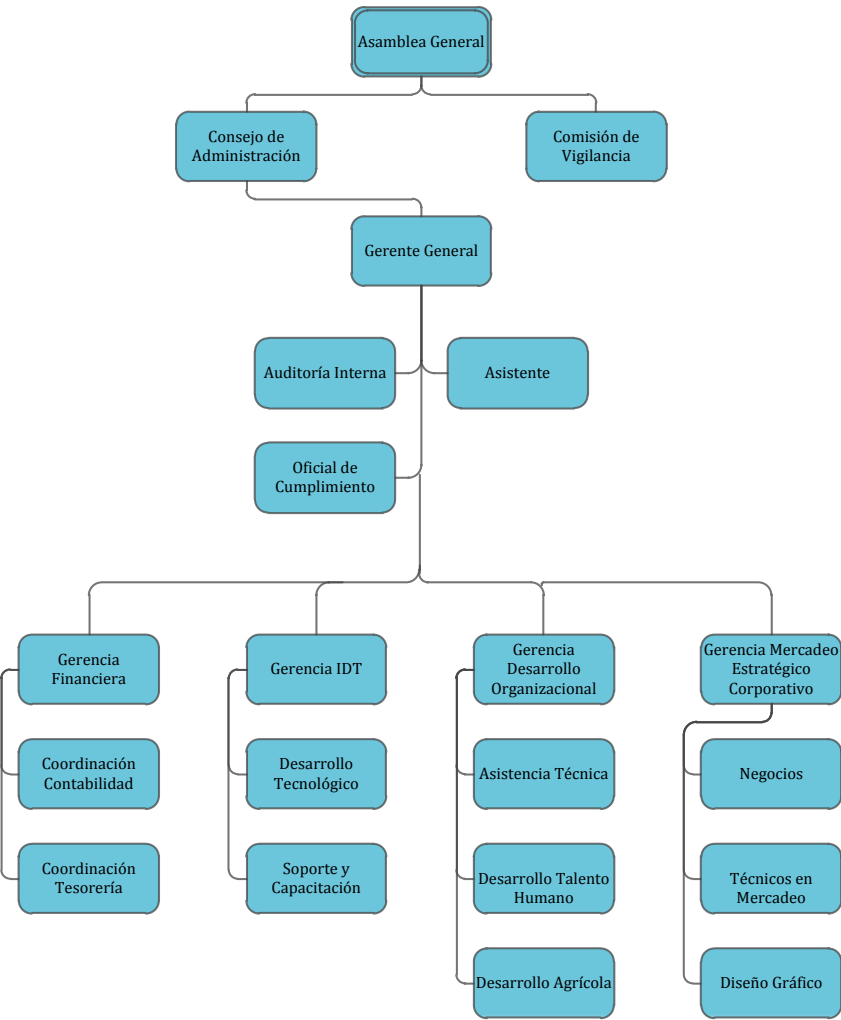 Asamblea General
Consejo de
Administración
Comisión de
Vigilancia
Gerente General
Auditoría Interna
Asistente
Oficial de
Cumplimiento
Gerencia
Financiera
Gerencia IDT
Gerencia
Desarrollo
Organizacional
Gerencia Mercadeo
Estratégico
Corporativo
Coordinación
Contabilidad
Desarrollo
Tecnológico
Asistencia Técnica
Negocios
Coordinación
Tesorería
Soporte y
Capacitación
Desarrollo Talento
Humano
Técnicos en
Mercadeo
Desarrollo Agrícola
Diseño Gráfico